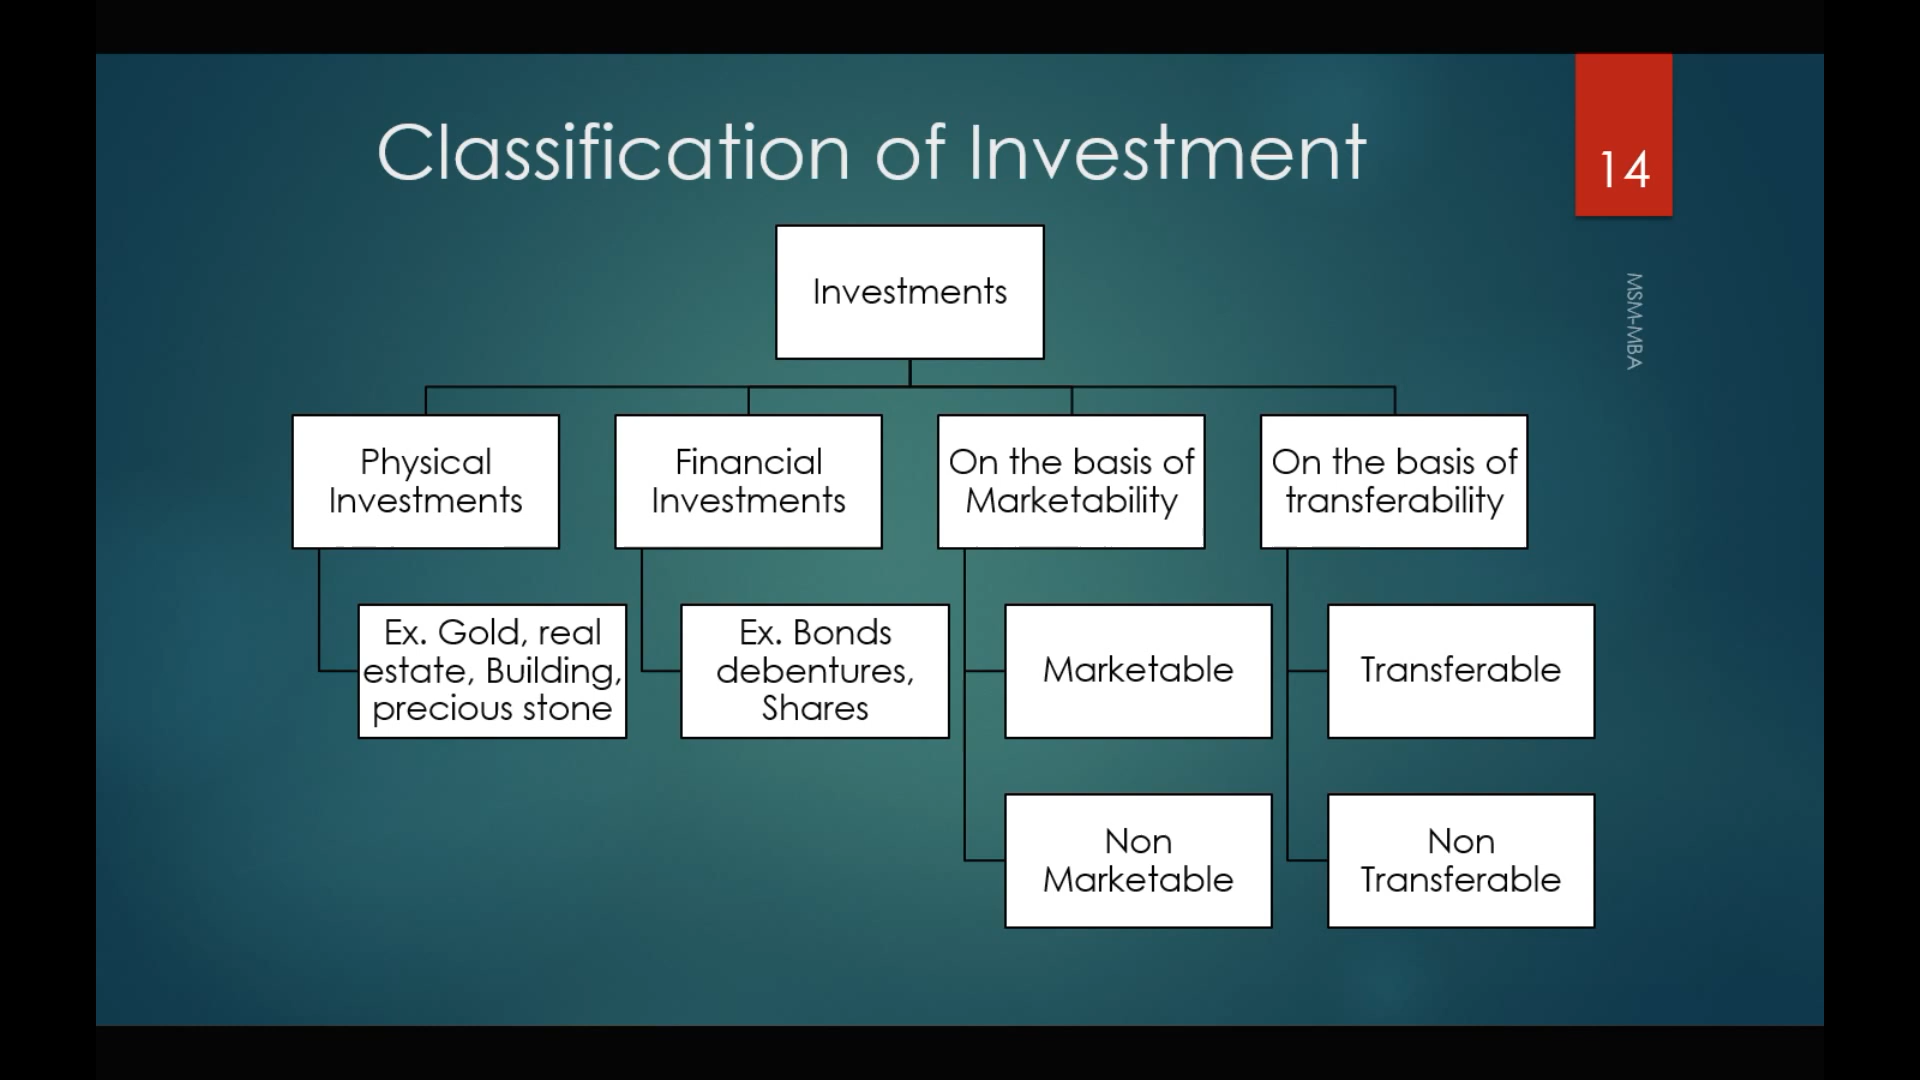 Classification of Investment
14
MSM-MBA
Investments
Physical
Investments
Financial
Investments
On the basis of
Marketability
On the basis of
transferability
Ex. Gold, real
estate, Building,
precious stone
Ex. Bonds
debentures,
Shares
Marketable
Transferable
Non
Marketable
Non
Transferable